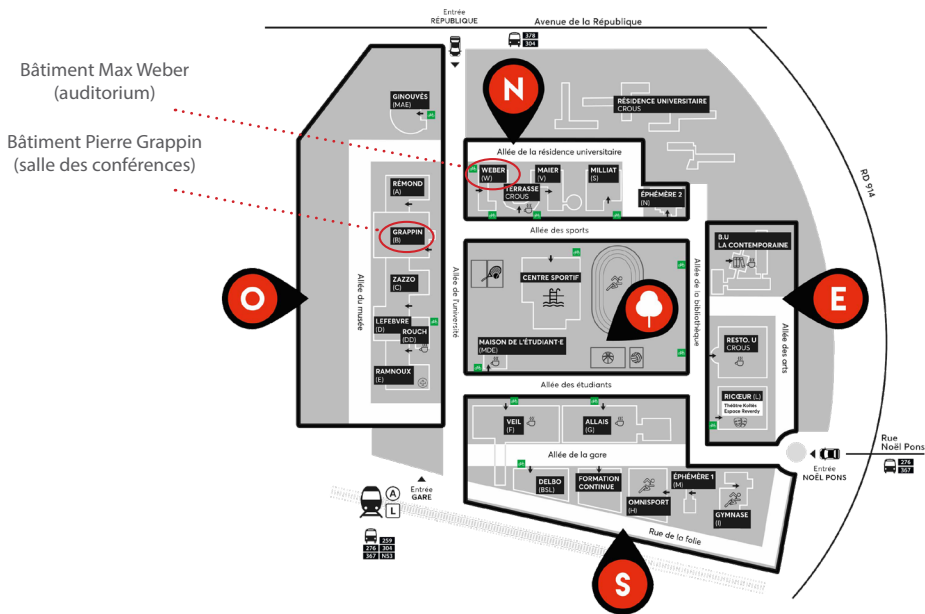 Entrée
RÉPUBLIQUE
Avenue de la République
378
304
Bâtiment Max Weber
(auditorium)
Bâtiment Pierre Grappin
(salle des conférences)
GINOUVÈS
(MAE)
N
RÉSIDENCE UNIVERSITAIRE
CROUS
Allée de la résidence universitaire
WEBER
(W)
MAIER
(V)
MILLIAT
(S)
TERRASSE
CROUS
ÉPHÉMÈRE 2
(N)
RD 914
RÉMOND
(A)
GRAPPIN
(B)
Allée des sports
B.U
LA CONTEMPORAINE
ZAZZO
(C)
CENTRE SPORTIF
O
E
Allée du musée
Allée de l'université
Allée de la bibliothèque
Allée des arts
LEFEBVRE
(D)
ROUCH
(DD)
MAISON DE L'ÉTUDIANT·E
(MDE)
RESTO. U
CROUS
RAMNOUX
(E)
Allée des étudiants
RICŒUR (L)
Théâtre Koltès
Espace Reverdy
VEIL
(F)
ALLAIS
(G)
Allée de la gare
Rue
Noël Pons
276
367
Entrée
NOËL PONS
DELBO
(BSL)
FORMATION
CONTINUE
OMNISPORT
(H)
ÉPHÉMÈRE 1
(M)
GYMNASE
(I)
Entrée
GARE
A
L
259
276 304
367 N53
Rue de la folie
S